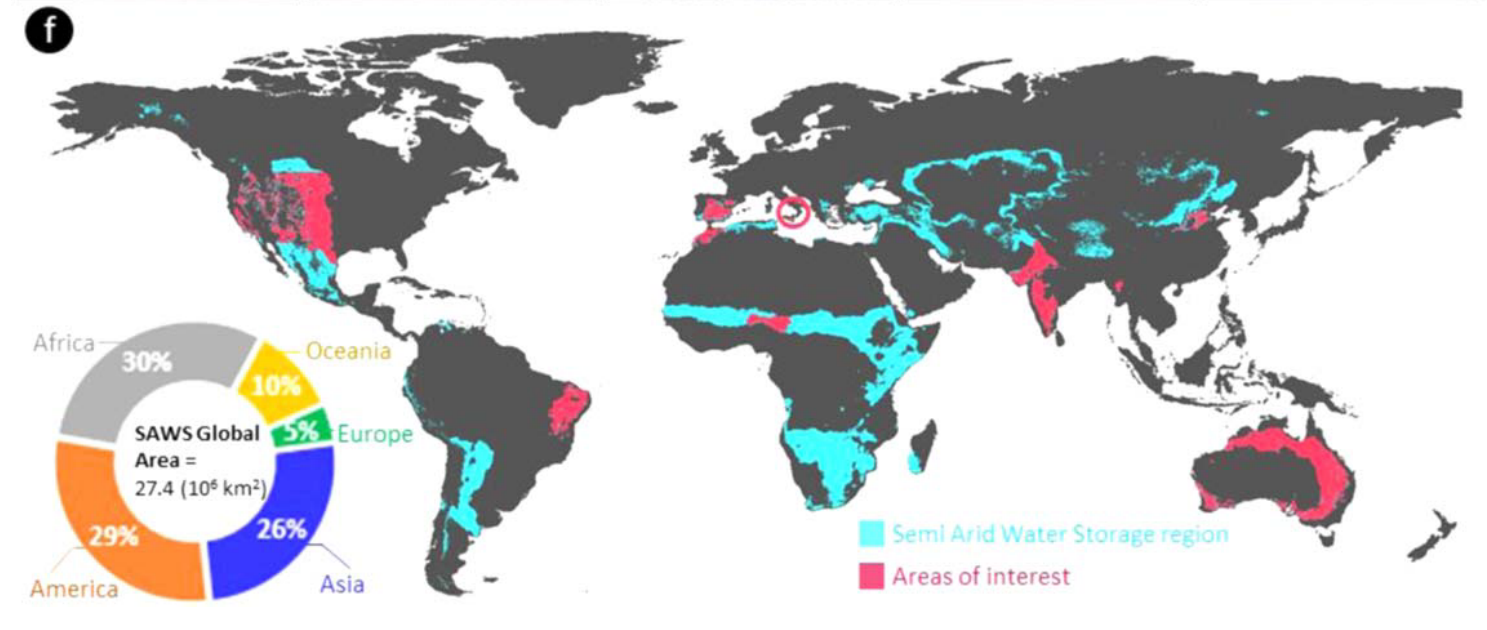 f
Africa
30%
Oceania
10%
5%
Europe
SAWS Global
Area =
27.4 (10⁶ km²)
29%
26%
America
Asia
Semi Arid Water Storage region
Areas of interest